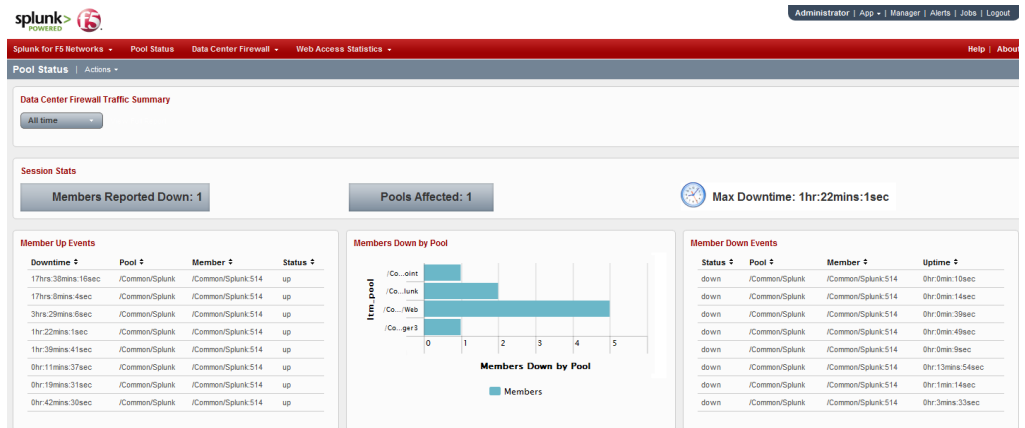 splunk> f5
POWERED
Administrator | App | Manager | Alerts | Jobs | Logout
Splunk for F5 Networks Pool Status Data Center Firewall Web Access Statistics Help | About
Pool Status | Actions
Data Center Firewall Traffic Summary
All time
Session Stats
Members Reported Down: 1 Pools Affected: 1 Max Downtime: 1hr:22mins:1sec
Member Up Events
Downtime Pool Member Status
17hrs:38mins:16sec /Common/Splunk /Common/Splunk:514 up
17hrs:8mins:4sec /Common/Splunk /Common/Splunk:514 up
3hrs:29mins:6sec /Common/Splunk /Common/Splunk:514 up
1hr:22mins:1sec /Common/Splunk /Common/Splunk:514 up
1hr:39mins:41sec /Common/Splunk /Common/Splunk:514 up
0hr:11mins:37sec /Common/Splunk /Common/Splunk:514 up
0hr:19mins:31sec /Common/Splunk /Common/Splunk:514 up
0hr:42mins:30sec /Common/Splunk /Common/Splunk:514 up
Members Down by Pool
ltm_pool
/Co...oint
/Co...lunk
/Co.../Web
/Co...ger3
0 1 2 3 4 5
Members Down by Pool
Members
Member Down Events
Status Pool Member Uptime
down /Common/Splunk /Common/Splunk:514 0hr:0min:10sec
down /Common/Splunk /Common/Splunk:514 0hr:0min:14sec
down /Common/Splunk /Common/Splunk:514 0hr:0min:39sec
down /Common/Splunk /Common/Splunk:514 0hr:0min:49sec
down /Common/Splunk /Common/Splunk:514 0hr:0min:9sec
down /Common/Splunk /Common/Splunk:514 0hr:13mins:54sec
down /Common/Splunk /Common/Splunk:514 0hr:1min:14sec
down /Common/Splunk /Common/Splunk:514 0hr:3mins:33sec